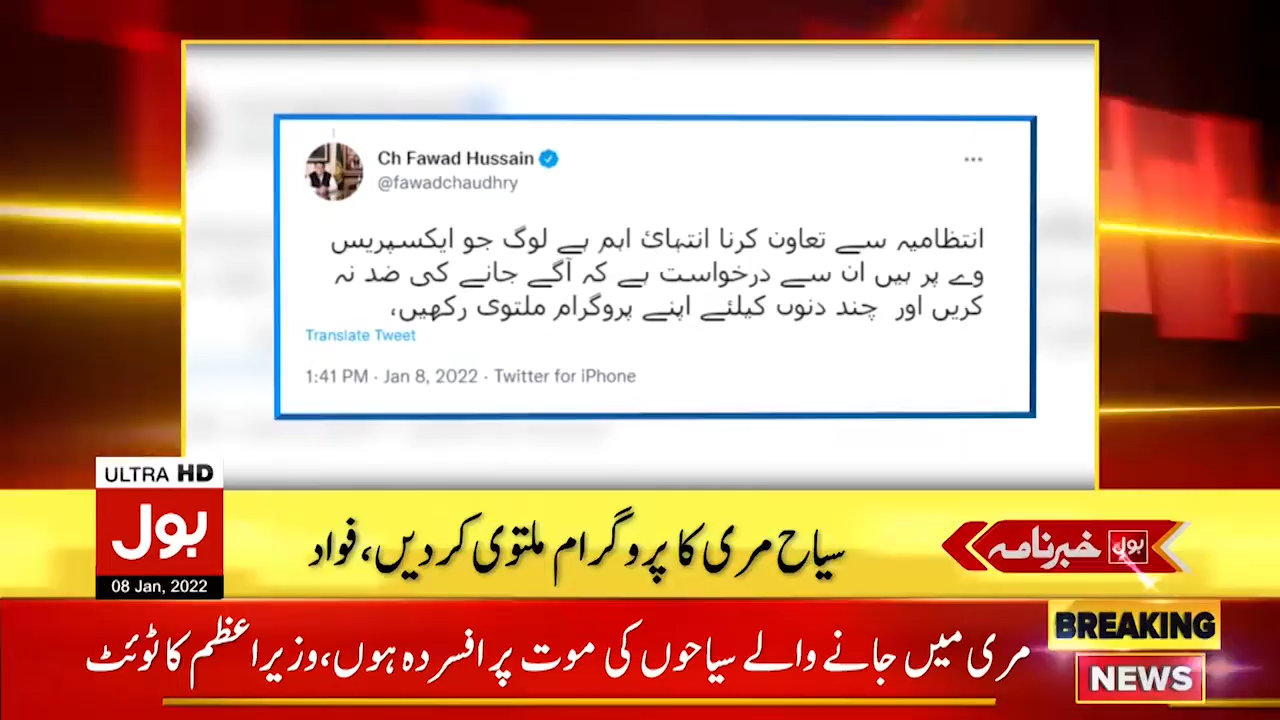 Ch Fawad Hussain
@fawadchaudhry
انتظامیہ سے تعاون کرنا انتہائ اہم ہے لوگ جو ایکسپریس
وے پر ہیں ان سے درخواست ہے کہ آگے جانے کی ضد نہ
کریں اور چند دنوں کیلئے اپنے پروگرام ملتوی رکھیں،
Translate Tweet
1:41 PM · Jan 8, 2022 · Twitter for iPhone
ULTRA HD
بول
08 Jan, 2022
سیاح مری کا پروگرام ملتوی کردیں، فواد
بول خبرنامہ
مری میں جانے والے سیاحوں کی موت پر افسردہ ہوں، وزیراعظم کا ٹوئٹ
BREAKING
NEWS